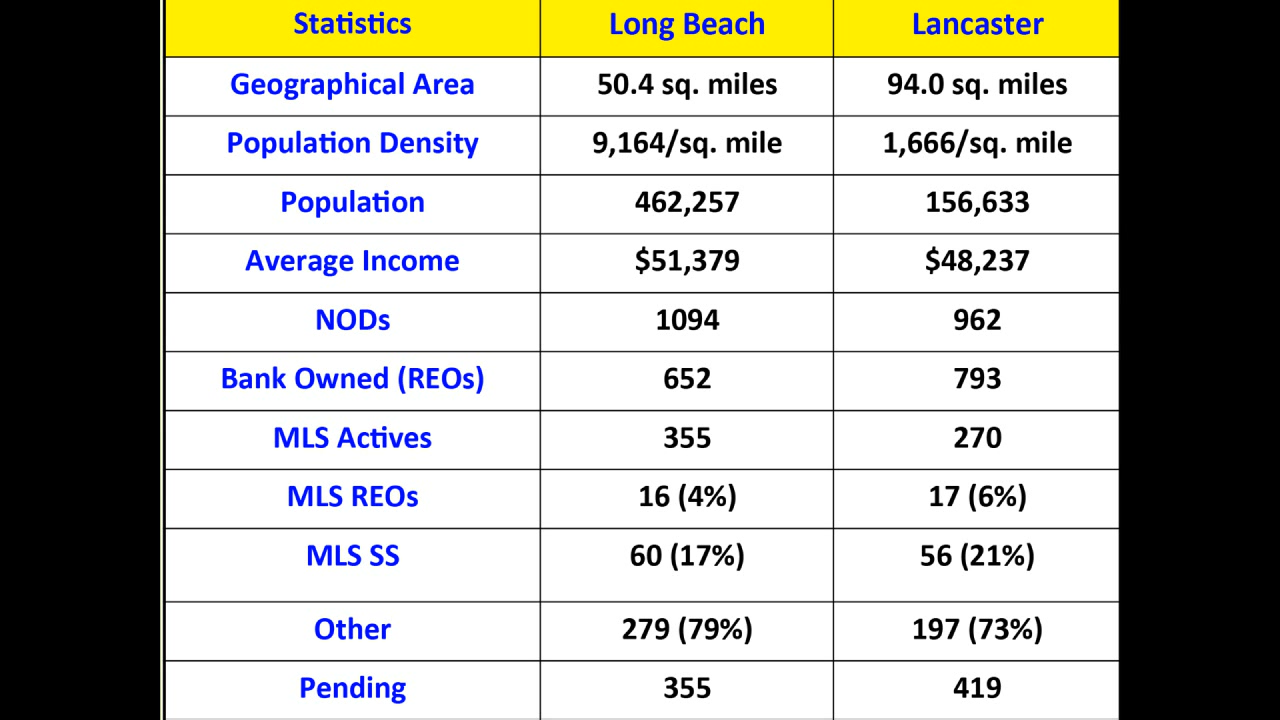 Statistics Long Beach Lancaster
Geographical Area 50.4 sq. miles 94.0 sq. miles
Population Density 9,164/sq. mile 1,666/sq. mile
Population 462,257 156,633
Average Income $51,379 $48,237
NODs 1094 962
Bank Owned (REOs) 652 793
MLS Actives 355 270
MLS REOs 16 (4%) 17 (6%)
MLS SS 60 (17%) 56 (21%)
Other 279 (79%) 197 (73%)
Pending 355 419